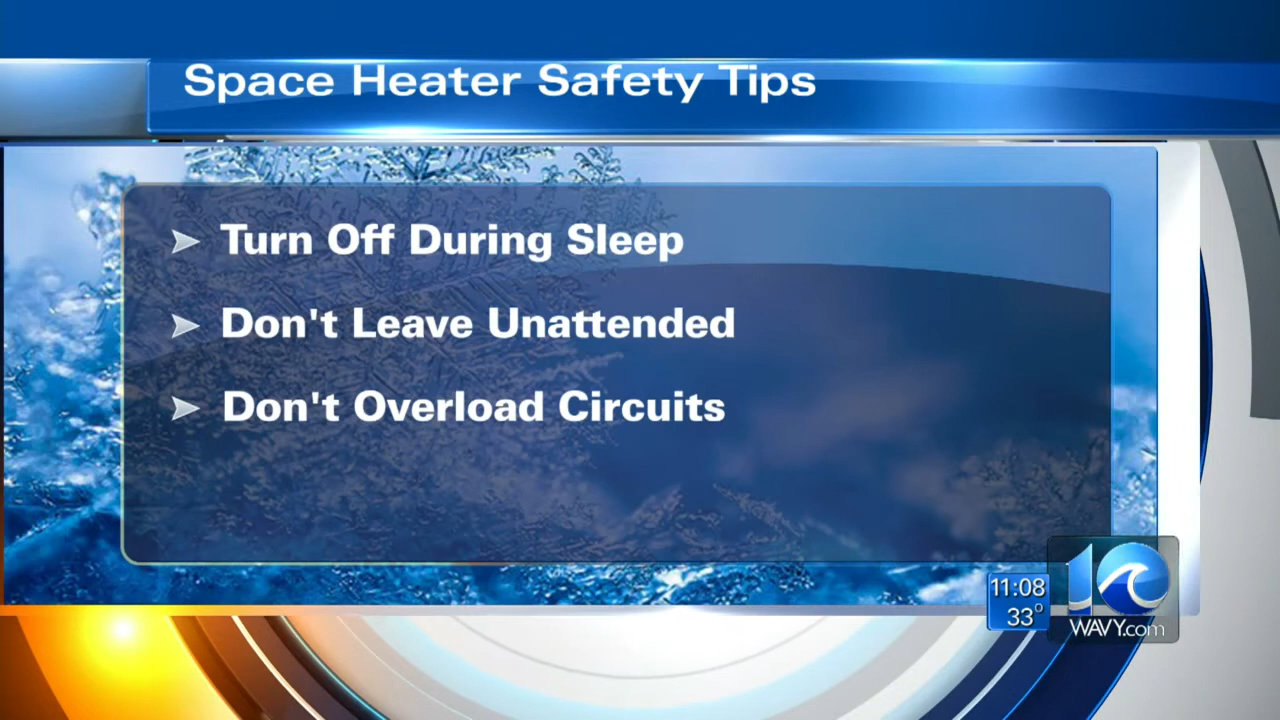 Space Heater Safety Tips
Turn Off During Sleep
Don't Leave Unattended
Don't Overload Circuits
11:08
33°
10
WAVY.com